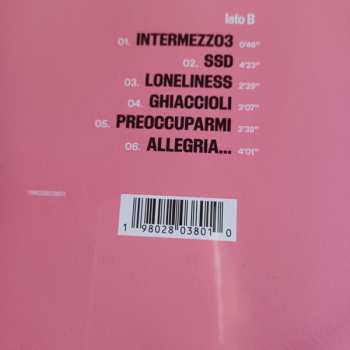 lato B
01. INTERMEZZO3 0'46"
02. SSD 4'23"
03. LONELINESS 2'39"
04. GHIACCIOLI 3'07"
05. PREOCCUPARMI 3'38"
06. ALLEGRIA... 4'01"
1 98028 03801 0